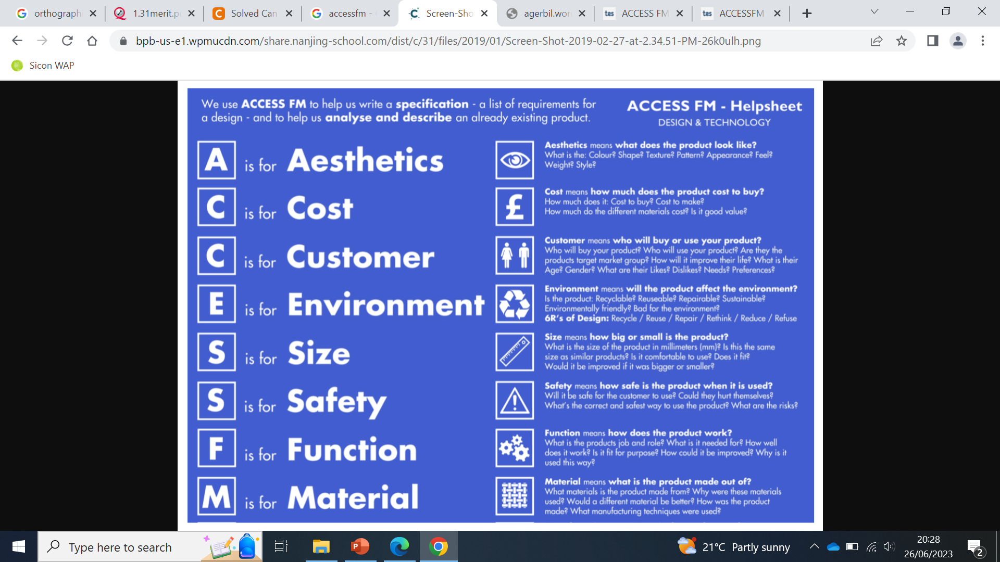 orthographi
1.31merit.p
Solved Can
accessfm -
Screen-Sho
agerbil.wor
tes ACCESS FM
tes ACCESSFM
bpb-us-e1.wpmucdn.com/share.nanjing-school.com/dist/c/31/files/2019/01/Screen-Shot-2019-02-27-at-2.34.51-PM-26k0ulh.png
Sicon WAP
We use ACCESS FM to help us write a specification - a list of requirements for
a design - and to help us analyse and describe an already existing product.
ACCESS FM - Helpsheet
DESIGN & TECHNOLOGY
A is for Aesthetics
Aesthetics means what does the product look like?
What is the: Colour? Shape? Texture? Pattern? Appearance? Feel?
Weight? Style?
C is for Cost
£
Cost means how much does the product cost to buy?
How much does it: Cost to buy? Cost to make?
How much do the different materials cost? Is it good value?
C is for Customer
Customer means who will buy or use your product?
Who will buy your product? Who will use your product? Are they the
products target market group? How will it improve their life? What is their
Age? Gender? What are their Likes? Dislikes? Needs? Preferences?
E is for Environment
Environment means will the product affect the environment?
Is the product: Recyclable? Reuseable? Repairable? Sustainable?
Environmentally friendly? Bad for the environment?
6R's of Design: Recycle / Reuse / Repair / Rethink / Reduce / Refuse
S is for Size
Size means how big or small is the product?
What is the size of the product in millimeters (mm)? Is this the same
size as similar products? Is it comfortable to use? Does it fit?
Would it be improved if it was bigger or smaller?
S is for Safety
Safety means how safe is the product when it is used?
Will it be safe for the customer to use? Could they hurt themselves?
What's the correct and safest way to use the product? What are the risks?
F is for Function
Function means how does the product work?
What is the products job and role? What is it needed for? How well
does it work? Is it fit for purpose? How could it be improved? Why is it
used this way?
M is for Material
Material means what is the product made out of?
What materials is the product made from? Why were these materials
used? Would a different material be better? How was the product
made? What manufacturing techniques were used?
Type here to search
21°C Partly sunny
20:28
26/06/2023
2